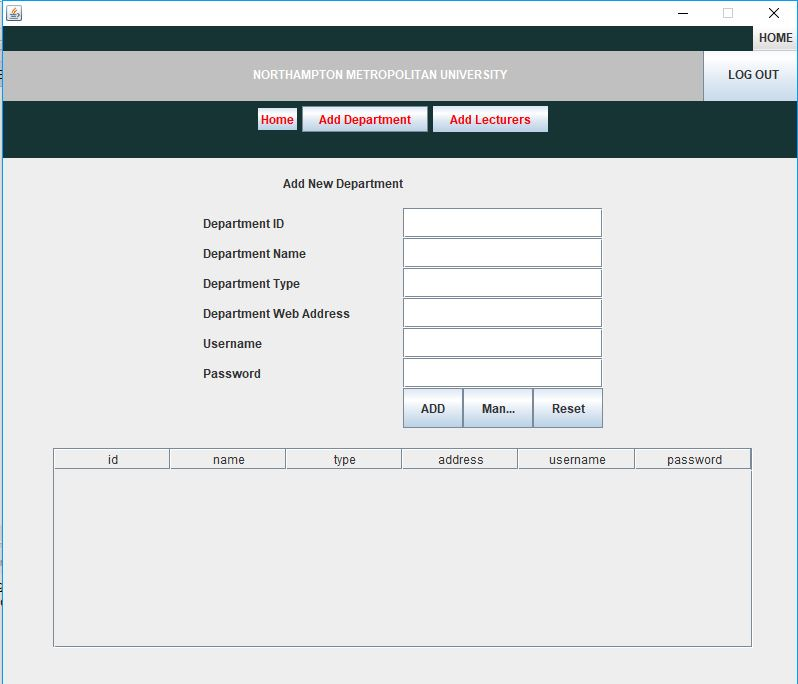 HOME
NORTHAMPTON METROPOLITAN UNIVERSITY LOG OUT
Home Add Department Add Lecturers
Add New Department
Department ID
Department Name
Department Type
Department Web Address
Username
Password
ADD Man... Reset
id name type address username password